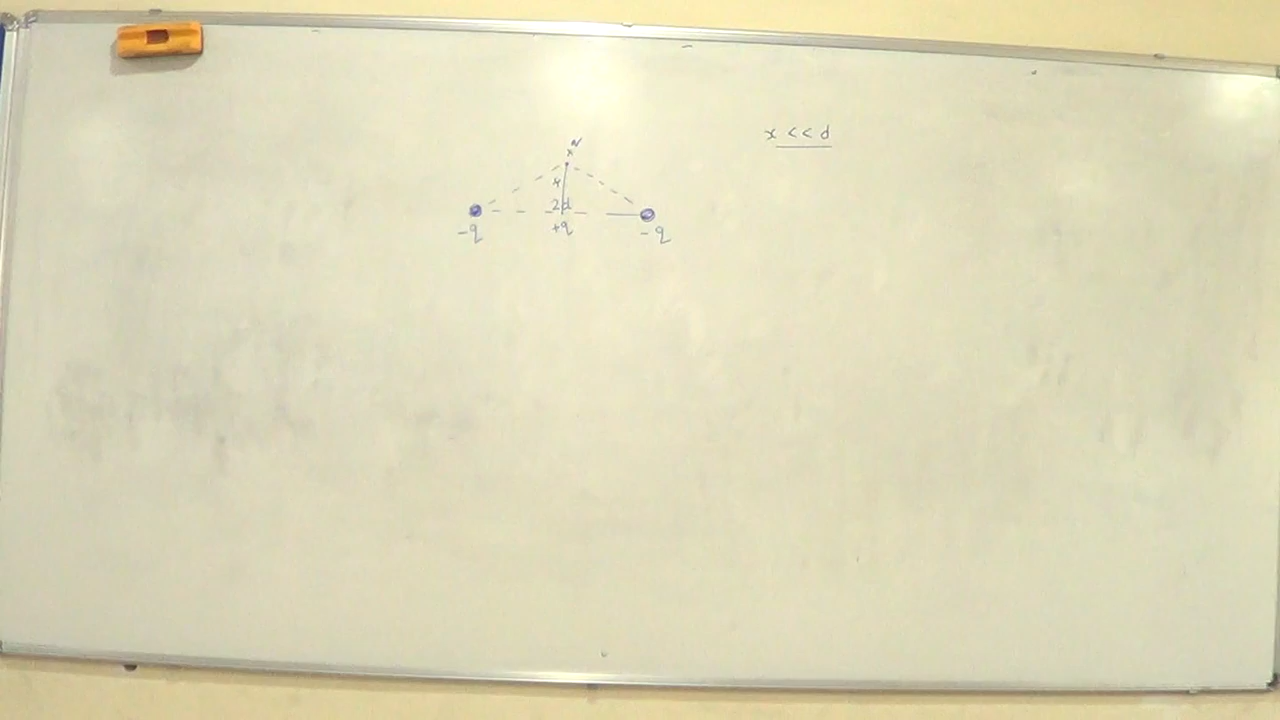 x << d
x
2d
-q +q -q